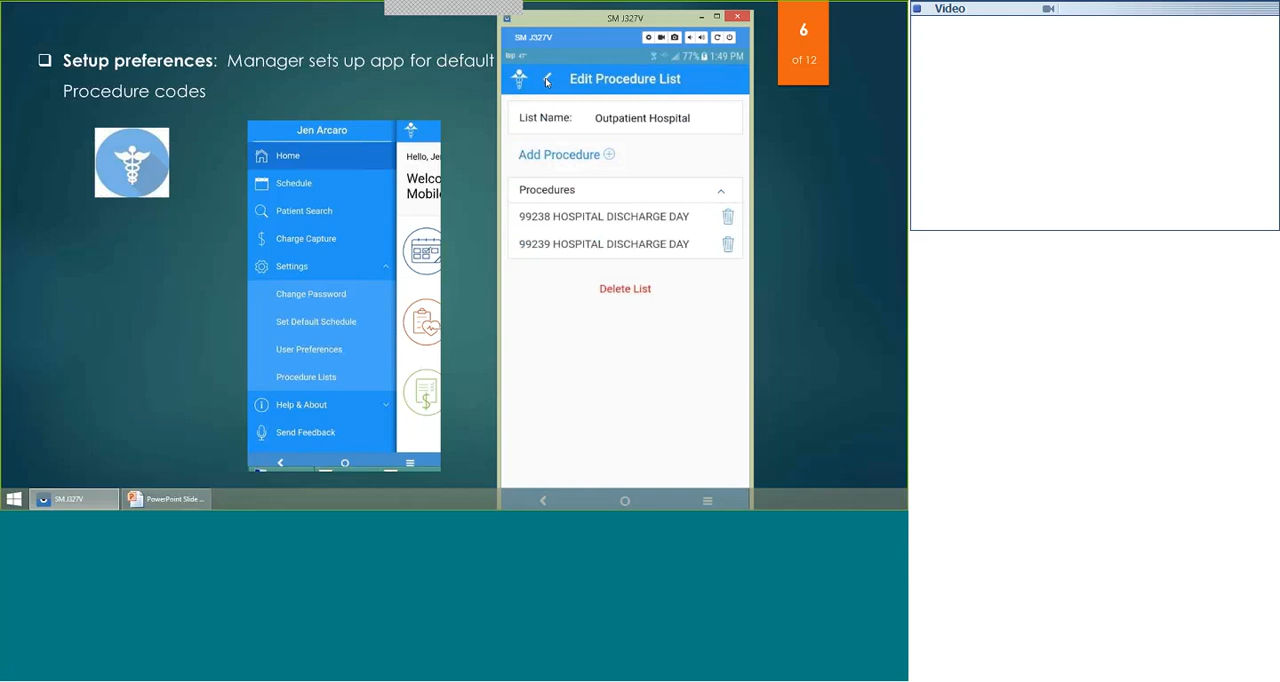 Video
SM J327V
6
of 12
Setup preferences: Manager sets up app for default
Procedure codes
SM J327V
77% 1:49 PM
Edit Procedure List
List Name: Outpatient Hospital
Add Procedure
Procedures
99238 HOSPITAL DISCHARGE DAY
99239 HOSPITAL DISCHARGE DAY
Delete List
Jen Arcaro
Home
Schedule
Patient Search
Charge Capture
Settings
Change Password
Set Default Schedule
User Preferences
Procedure Lists
Help & About
Send Feedback
Hello, Je
Welco
Mobil
SM J327V
PowerPoint Slide ...